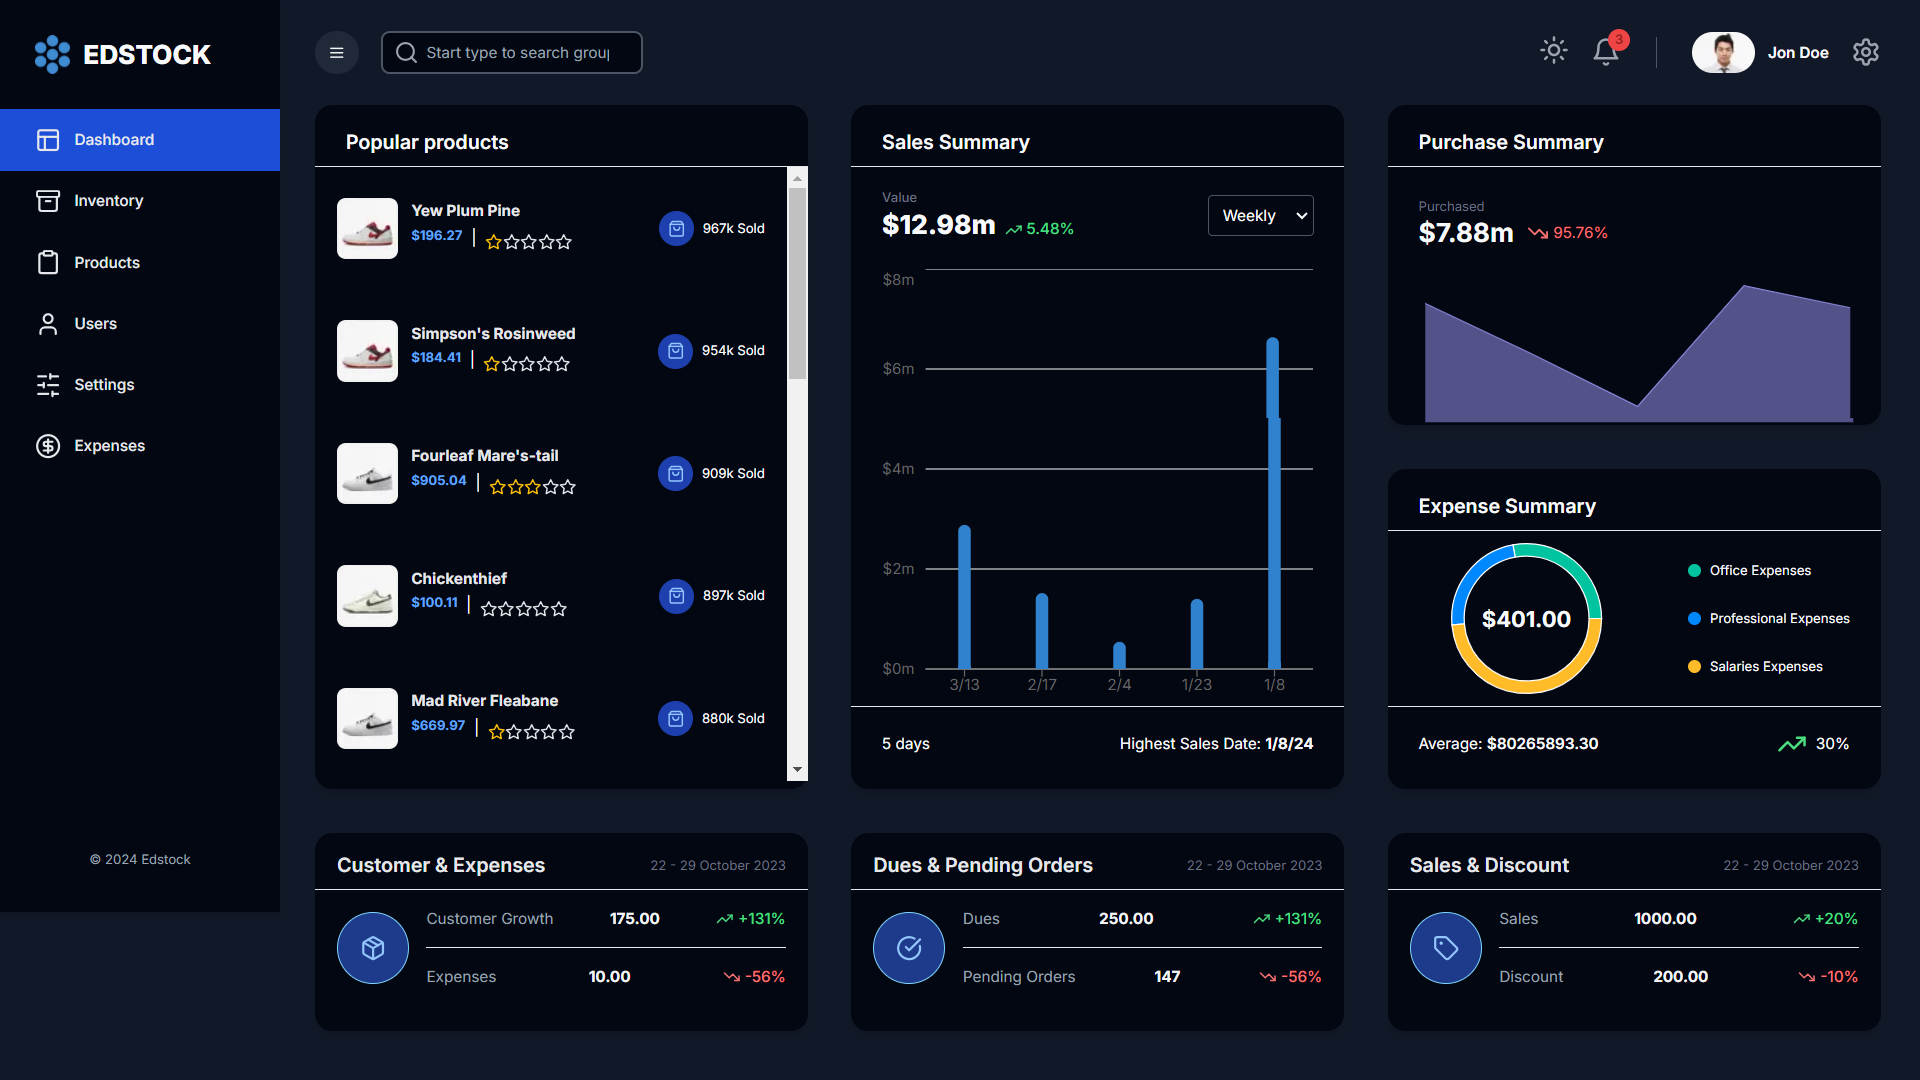 EDSTOCK
Dashboard
Inventory
Products
Users
Settings
Expenses
© 2024 Edstock
Start type to search grou
3
Jon Doe
Popular products
Yew Plum Pine
$196.27
967k Sold
Simpson's Rosinweed
$184.41
954k Sold
Fourleaf Mare's-tail
$905.04
909k Sold
Chickenthief
$100.11
897k Sold
Mad River Fleabane
$669.97
880k Sold
Sales Summary
Value
$12.98m 5.48%
Weekly
$8m
$6m
$4m
$2m
$0m
3/13 2/17 2/4 1/23 1/8
5 days
Highest Sales Date: 1/8/24
Purchase Summary
Purchased
$7.88m 95.76%
Expense Summary
$401.00
Office Expenses
Professional Expenses
Salaries Expenses
Average: $80265893.30
30%
Customer & Expenses
22 - 29 October 2023
Customer Growth 175.00 +131%
Expenses 10.00 -56%
Dues & Pending Orders
22 - 29 October 2023
Dues 250.00 +131%
Pending Orders 147 -56%
Sales & Discount
22 - 29 October 2023
Sales 1000.00 +20%
Discount 200.00 -10%